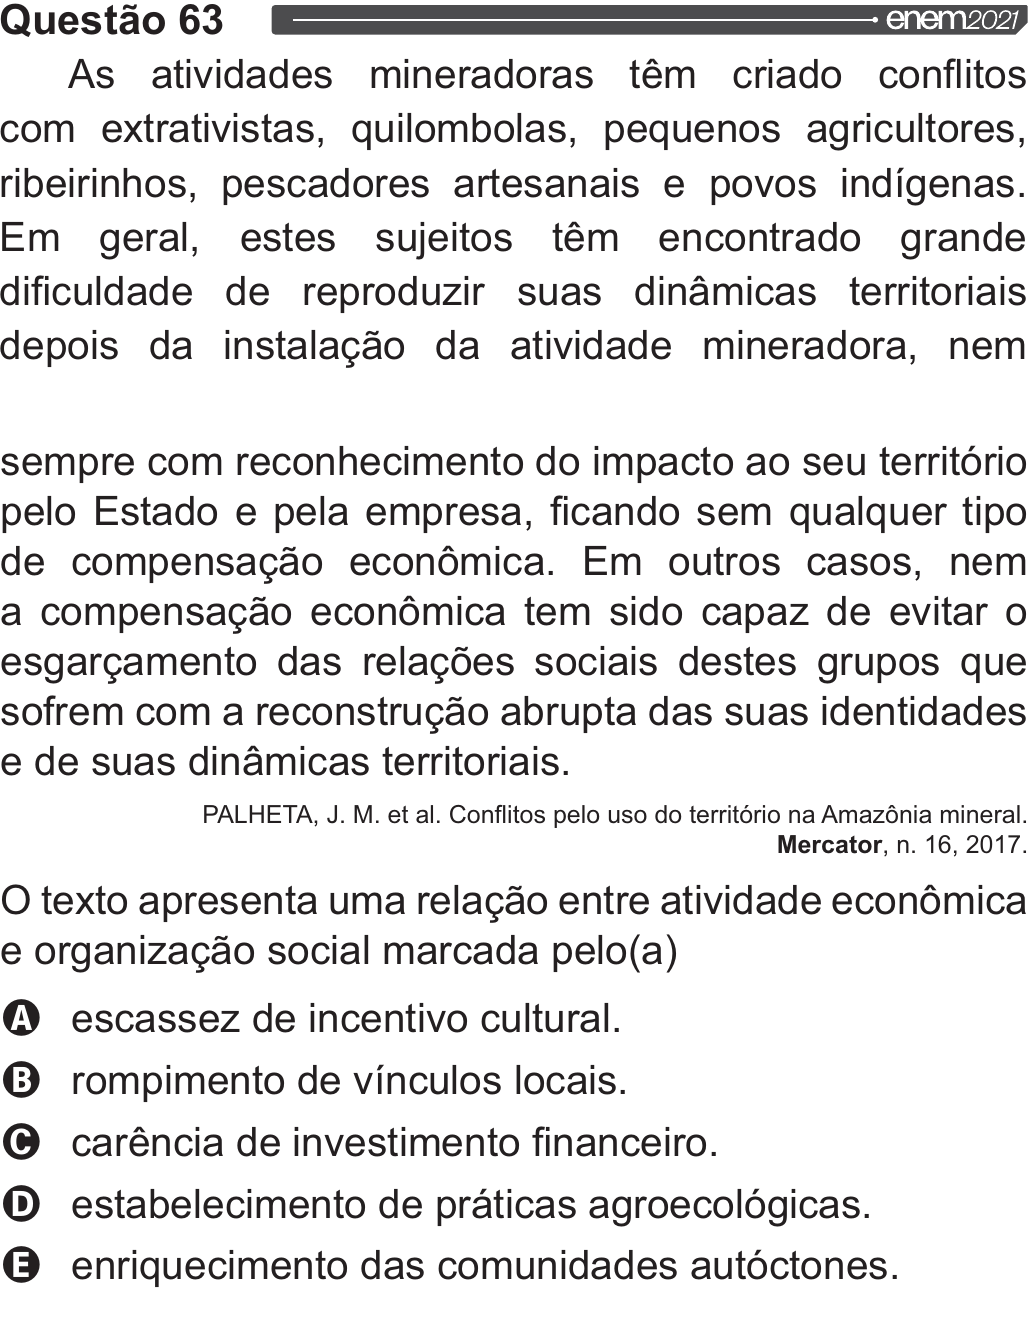 Questão 63
enem2021
As atividades mineradoras têm criado conflitos
com extrativistas, quilombolas, pequenos agricultores,
ribeirinhos, pescadores artesanais e povos indígenas.
Em geral, estes sujeitos têm encontrado grande
dificuldade de reproduzir suas dinâmicas territoriais
depois da instalação da atividade mineradora, nem
sempre com reconhecimento do impacto ao seu território
pelo Estado e pela empresa, ficando sem qualquer tipo
de compensação econômica. Em outros casos, nem
a compensação econômica tem sido capaz de evitar o
esgarçamento das relações sociais destes grupos que
sofrem com a reconstrução abrupta das suas identidades
e de suas dinâmicas territoriais.
PALHETA, J. M. et al. Conflitos pelo uso do território na Amazônia mineral.
Mercator, n. 16, 2017.
O texto apresenta uma relação entre atividade econômica
e organização social marcada pelo(a)
A escassez de incentivo cultural.
B rompimento de vínculos locais.
C carência de investimento financeiro.
D estabelecimento de práticas agroecológicas.
E enriquecimento das comunidades autóctones.